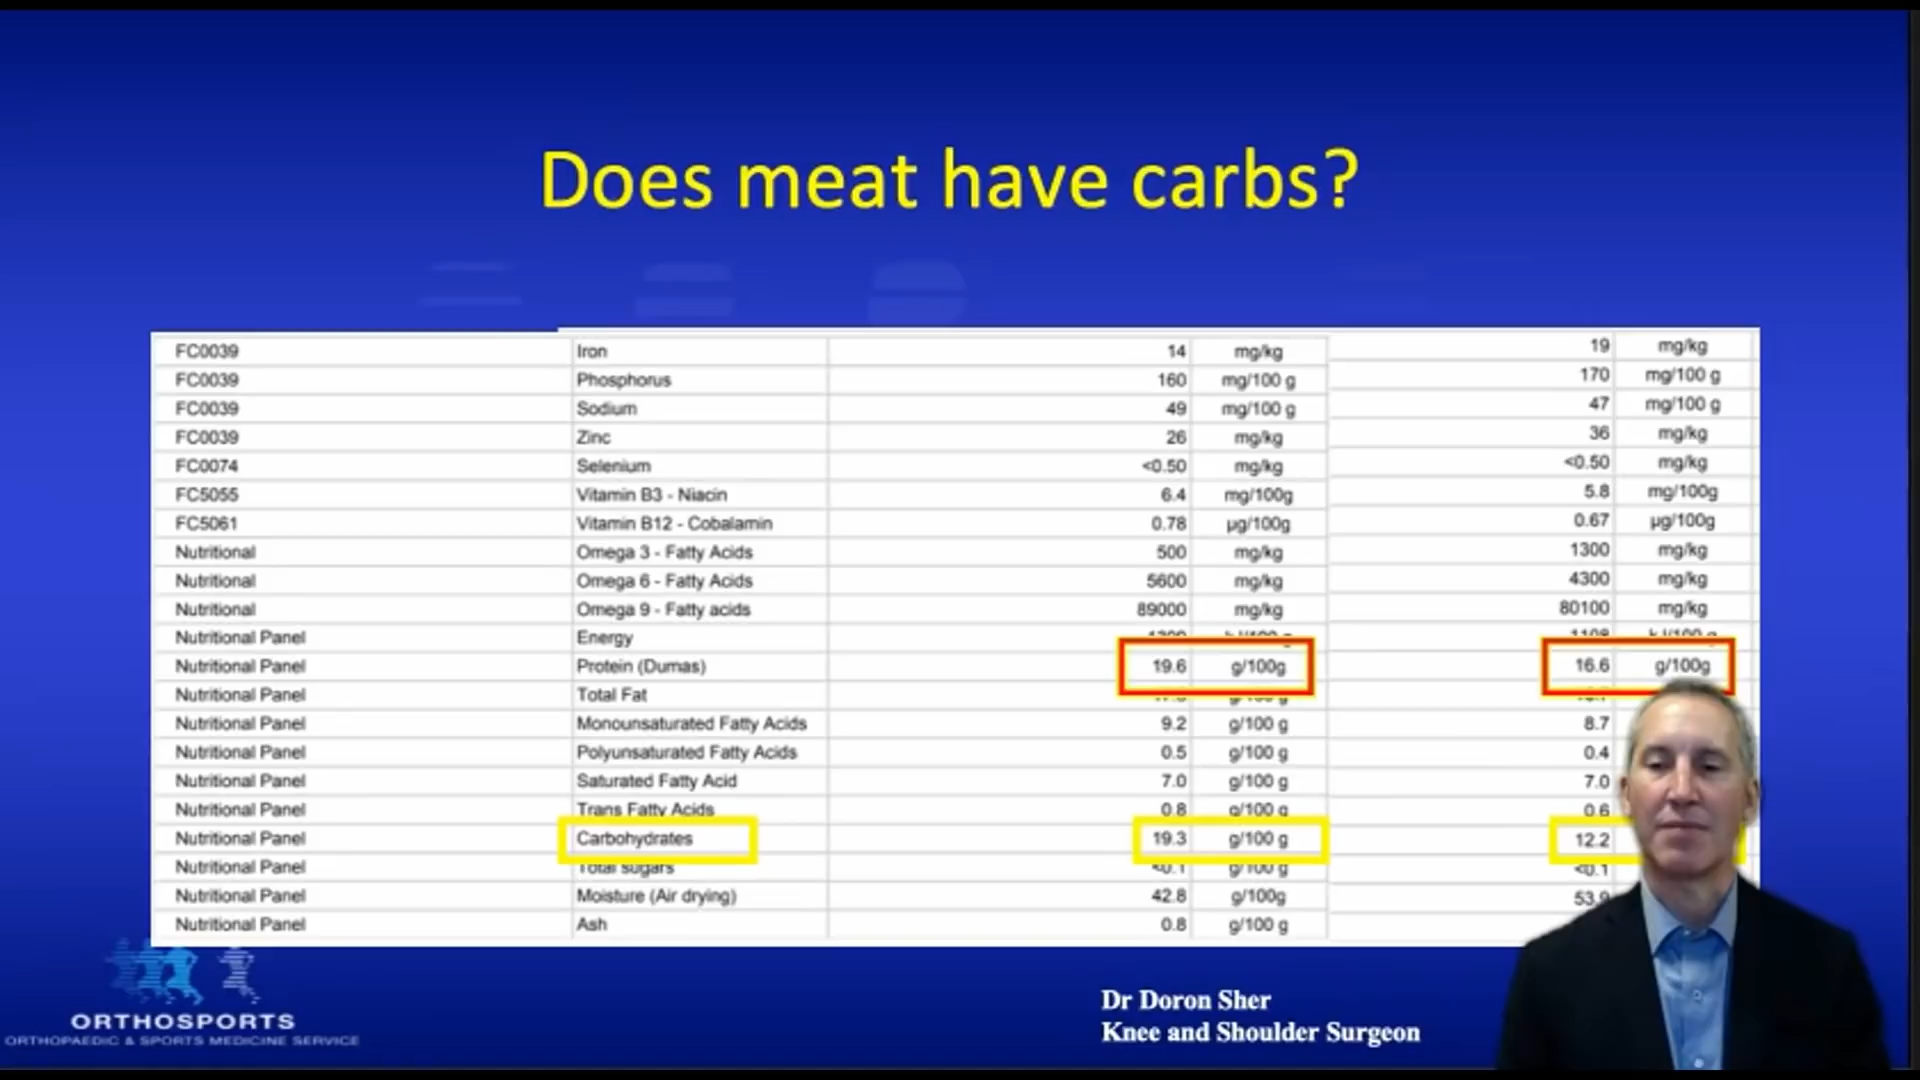 Does meat have carbs?
FC0039 Iron 14 mg/kg 19 mg/kg
FC0039 Phosphorus 160 mg/100 g 170 mg/100 g
FC0039 Sodium 49 mg/100 g 47 mg/100 g
FC0039 Zinc 26 mg/kg 36 mg/kg
FC0074 Selenium <0.50 mg/kg <0.50 mg/kg
FC5055 Vitamin B3 - Niacin 6.4 mg/100g 5.8 mg/100g
FC5061 Vitamin B12 - Cobalamin 0.78 µg/100g 0.67 µg/100g
Nutritional Omega 3 - Fatty Acids 500 mg/kg 1300 mg/kg
Nutritional Omega 6 - Fatty Acids 5600 mg/kg 4300 mg/kg
Nutritional Omega 9 - Fatty acids 89000 mg/kg 80100 mg/kg
Nutritional Panel Energy
Nutritional Panel Protein (Dumas) 19.6 g/100g 16.6 g/100g
Nutritional Panel Total Fat g/100 g
Nutritional Panel Monounsaturated Fatty Acids 9.2 g/100 g 8.7
Nutritional Panel Polyunsaturated Fatty Acids 0.5 g/100 g 0.4
Nutritional Panel Saturated Fatty Acid 7.0 g/100 g 7.0
Nutritional Panel Trans Fatty Acids 0.8 g/100 g 0.6
Nutritional Panel Carbohydrates 19.3 g/100 g 12.2
Nutritional Panel Total sugars <0.1 g/100 g <0.1
Nutritional Panel Moisture (Air drying) 42.8 g/100g 53.9
Nutritional Panel Ash 0.8 g/100 g
ORTHOSPORTS
ORTHOPAEDIC & SPORTS MEDICINE SERVICE
Dr Doron Sher
Knee and Shoulder Surgeon